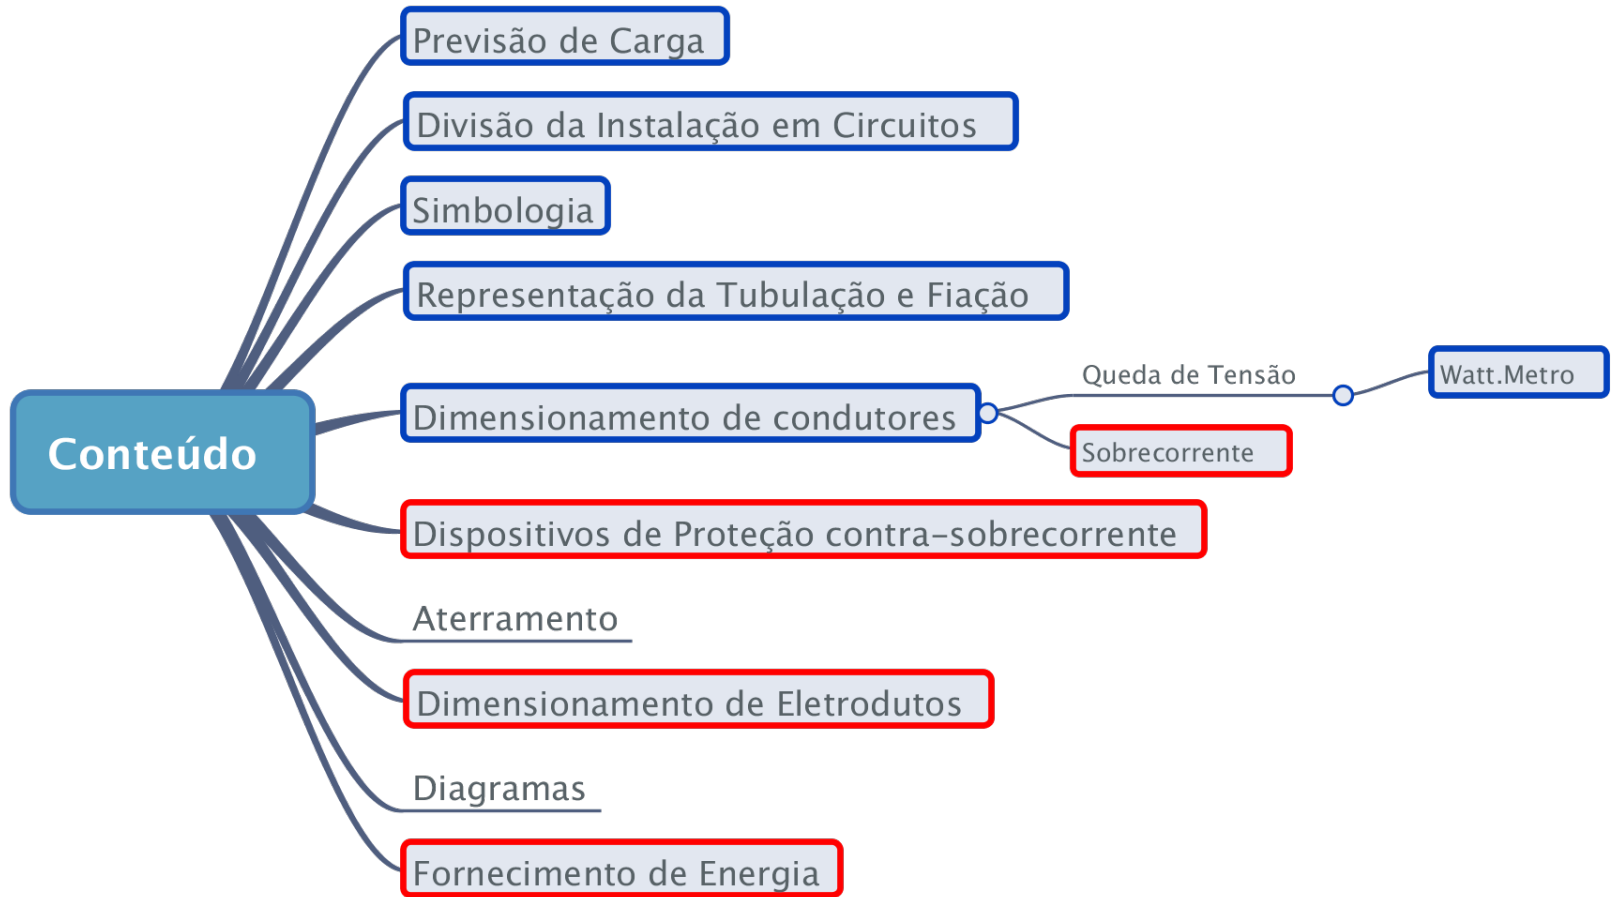 Previsão de Carga
Divisão da Instalação em Circuitos
Simbologia
Representação da Tubulação e Fiação
Dimensionamento de condutores
Queda de Tensão
Watt.Metro
Sobrecorrente
Conteúdo
Dispositivos de Proteção contra-sobrecorrente
Aterramento
Dimensionamento de Eletrodutos
Diagramas
Fornecimento de Energia